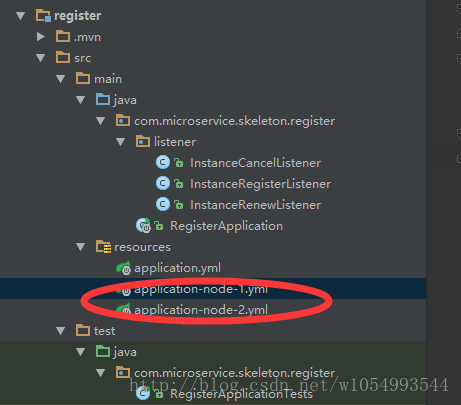 register
.mvn
src
main
java
com.microservice.skeleton.register
listener
InstanceCancelListener
InstanceRegisterListener
InstanceRenewListener
RegisterApplication
resources
application.yml
application-node-1.yml
application-node-2.yml
test
java
com.microservice.skeleton.register
RegisterApplicationTests
http://blog.csdn.net/w1054993544